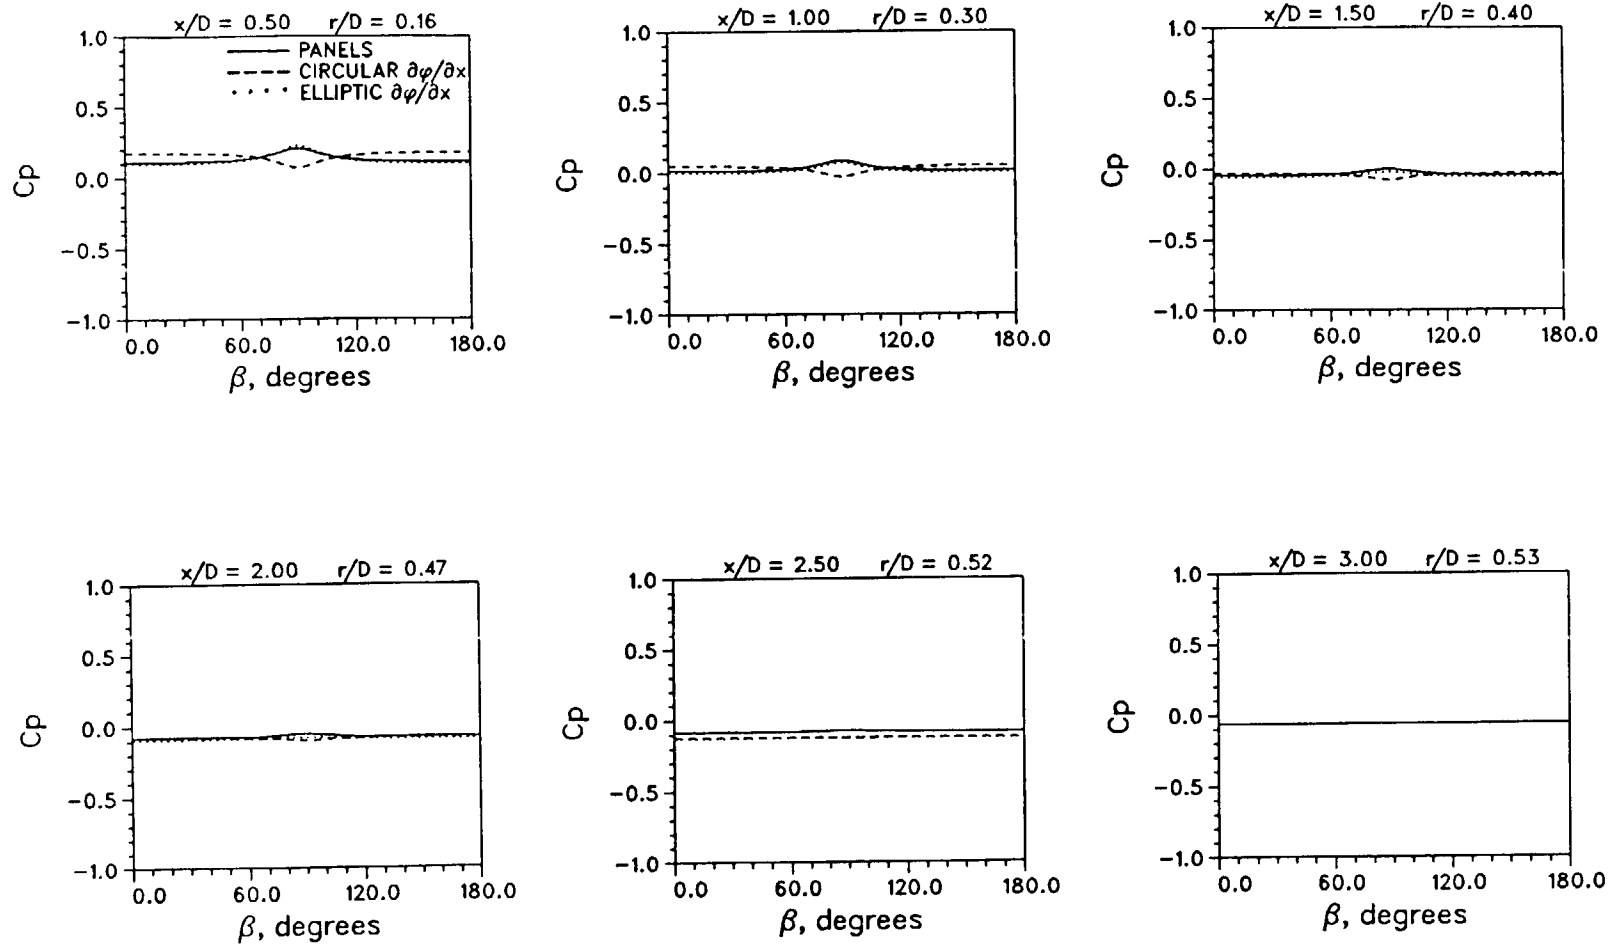 x/D = 0.50 r/D = 0.16
1.0
0.5
0.0
−0.5
−1.0
Cp
PANELS
CIRCULAR ∂φ/∂x
ELLIPTIC ∂φ/∂x
0.0 60.0 120.0 180.0
β, degrees
x/D = 1.00 r/D = 0.30
1.0
0.5
0.0
−0.5
−1.0
Cp
0.0 60.0 120.0 180.0
β, degrees
x/D = 1.50 r/D = 0.40
1.0
0.5
0.0
−0.5
−1.0
Cp
0.0 60.0 120.0 180.0
β, degrees
x/D = 2.00 r/D = 0.47
1.0
0.5
0.0
−0.5
−1.0
Cp
0.0 60.0 120.0 180.0
β, degrees
x/D = 2.50 r/D = 0.52
1.0
0.5
0.0
−0.5
−1.0
Cp
0.0 60.0 120.0 180.0
β, degrees
x/D = 3.00 r/D = 0.53
1.0
0.5
0.0
−0.5
−1.0
Cp
0.0 60.0 120.0 180.0
β, degrees